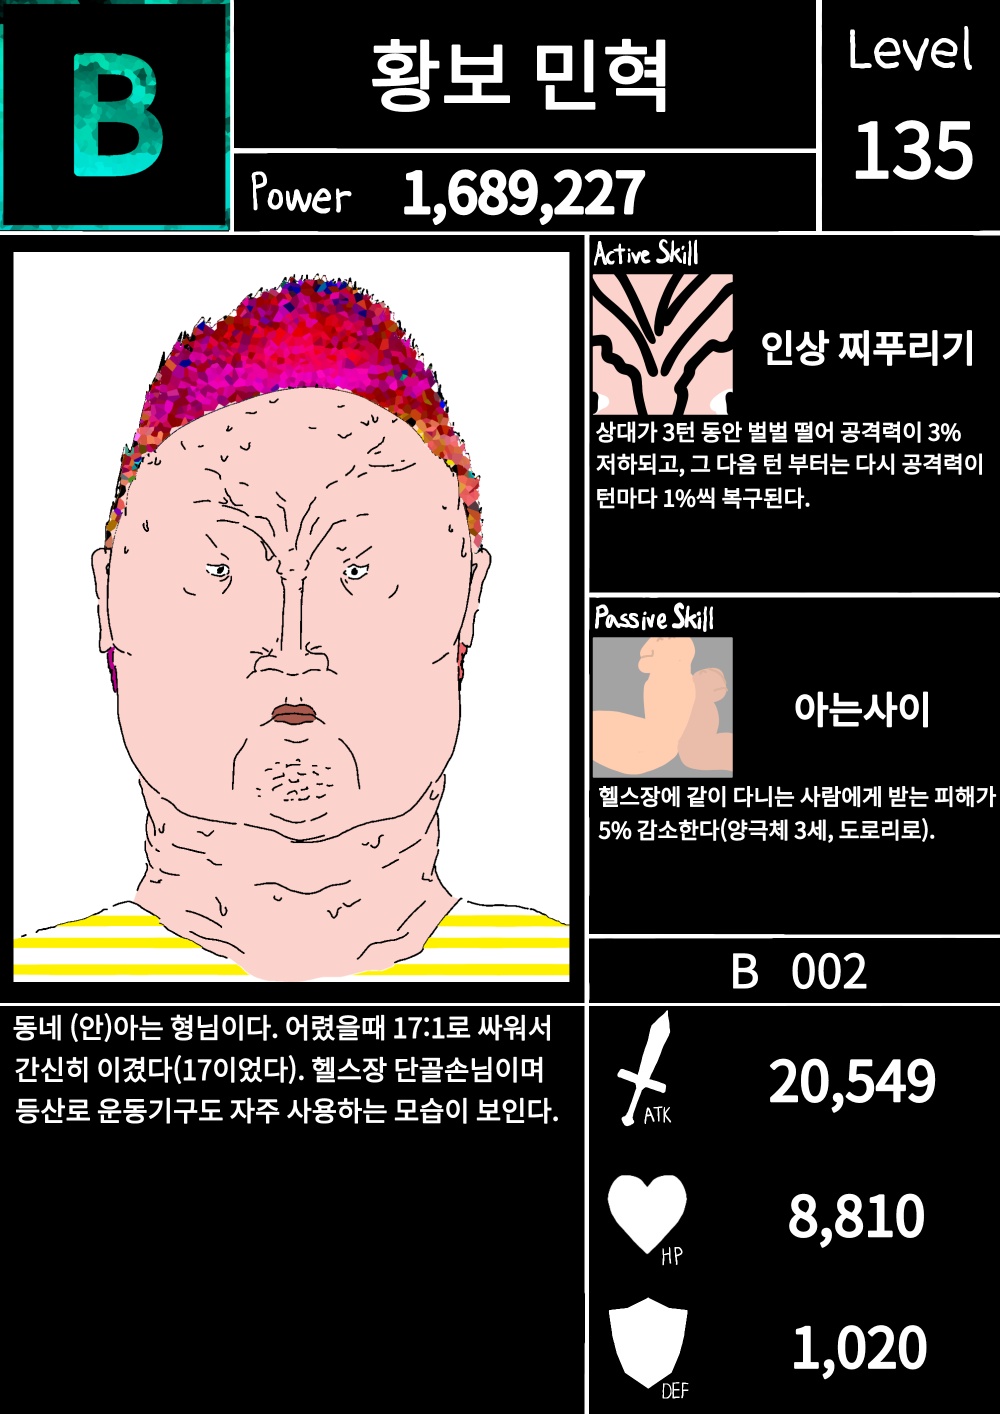 B
황보 민혁
Level
135
Power 1,689,227
Active Skill
인상 찌푸리기
상대가 3턴 동안 벌벌 떨어 공격력이 3%
저하되고, 그 다음 턴 부터는 다시 공격력이
턴마다 1%씩 복구된다.
Passive Skill
아는사이
헬스장에 같이 다니는 사람에게 받는 피해가
5% 감소한다(양극체 3세, 도로리로).
B 002
동네 (안)아는 형님이다. 어렸을때 17:1로 싸워서
간신히 이겼다(17이었다). 헬스장 단골손님이며
등산로 운동기구도 자주 사용하는 모습이 보인다.
ATK 20,549
HP 8,810
DEF 1,020